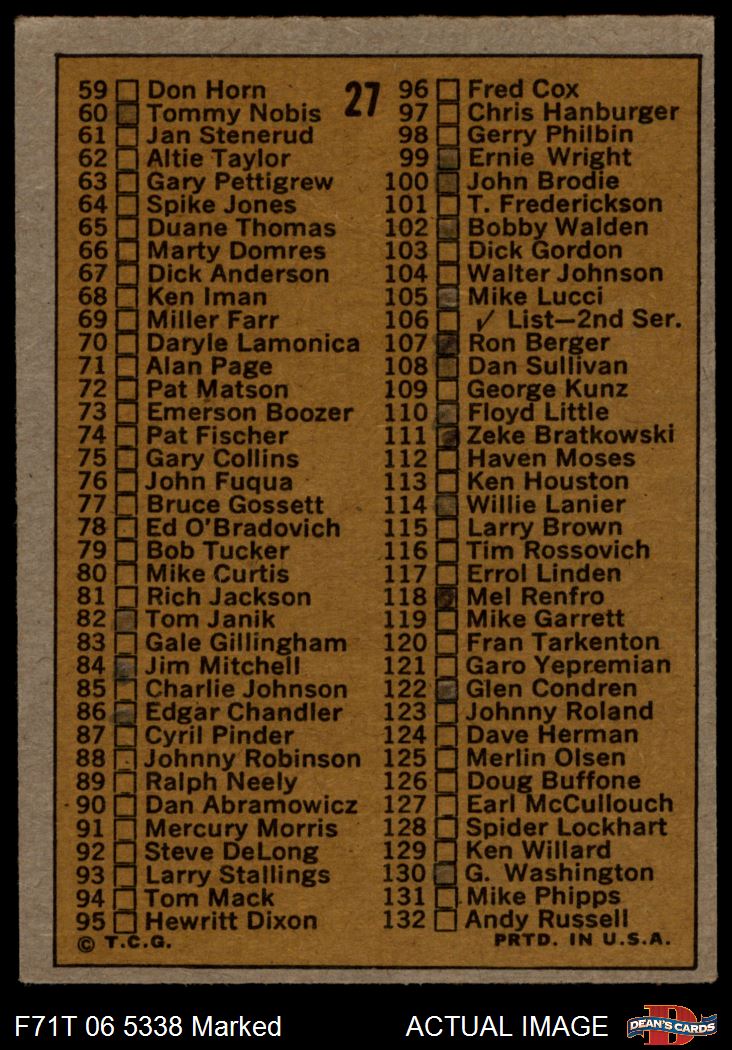 27
59 Don Horn
60 Tommy Nobis
61 Jan Stenerud
62 Altie Taylor
63 Gary Pettigrew
64 Spike Jones
65 Duane Thomas
66 Marty Domres
67 Dick Anderson
68 Ken Iman
69 Miller Farr
70 Daryle Lamonica
71 Alan Page
72 Pat Matson
73 Emerson Boozer
74 Pat Fischer
75 Gary Collins
76 John Fuqua
77 Bruce Gossett
78 Ed O'Bradovich
79 Bob Tucker
80 Mike Curtis
81 Rich Jackson
82 Tom Janik
83 Gale Gillingham
84 Jim Mitchell
85 Charlie Johnson
86 Edgar Chandler
87 Cyril Pinder
88 Johnny Robinson
89 Ralph Neely
90 Dan Abramowicz
91 Mercury Morris
92 Steve DeLong
93 Larry Stallings
94 Tom Mack
95 Hewritt Dixon
© T.C.G.
96 Fred Cox
97 Chris Hanburger
98 Gerry Philbin
99 Ernie Wright
100 John Brodie
101 T. Frederickson
102 Bobby Walden
103 Dick Gordon
104 Walter Johnson
105 Mike Lucci
106 ✓ List—2nd Ser.
107 Ron Berger
108 Dan Sullivan
109 George Kunz
110 Floyd Little
111 Zeke Bratkowski
112 Haven Moses
113 Ken Houston
114 Willie Lanier
115 Larry Brown
116 Tim Rossovich
117 Errol Linden
118 Mel Renfro
119 Mike Garrett
120 Fran Tarkenton
121 Garo Yepremian
122 Glen Condren
123 Johnny Roland
124 Dave Herman
125 Merlin Olsen
126 Doug Buffone
127 Earl McCullouch
128 Spider Lockhart
129 Ken Willard
130 G. Washington
131 Mike Phipps
132 Andy Russell
PRTD. IN U.S.A.
F71T 06 5338 Marked
ACTUAL IMAGE
D
DEAN'S CARDS